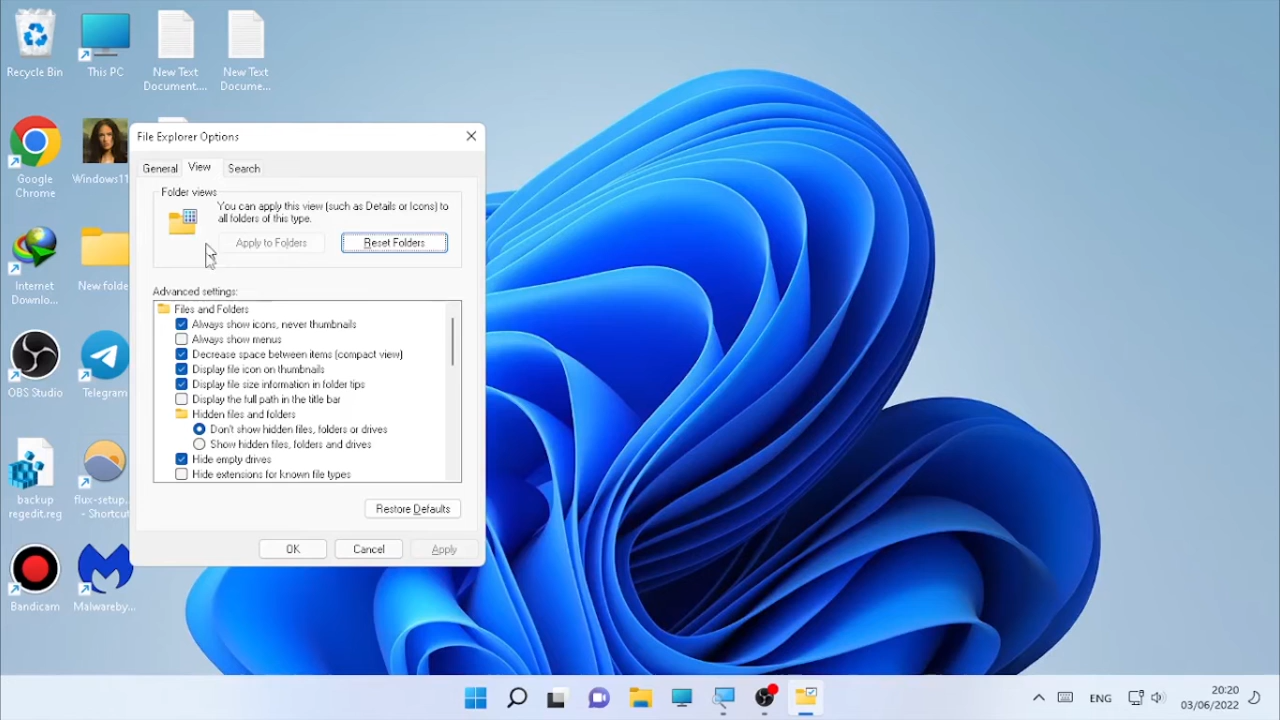 Recycle Bin
This PC
New Text
Document....
New Text
Docume...
Google
Chrome
Windows11
Internet
Downlo...
New folde
OBS Studio
Telegram
backup
regedit.reg
flux-setup,
- Shortcut
Bandicam
Malwareby...
File Explorer Options
General
View
Search
Folder views
You can apply this view (such as Details or Icons) to
all folders of this type.
Apply to Folders
Reset Folders
Advanced settings:
Files and Folders
Always show icons, never thumbnails
Always show menus
Decrease space between items (compact view)
Display file icon on thumbnails
Display file size information in folder tips
Display the full path in the title bar
Hidden files and folders
Don't show hidden files, folders or drives
Show hidden files, folders and drives
Hide empty drives
Hide extensions for known file types
Restore Defaults
OK
Cancel
Apply
ENG
20:20
03/06/2022